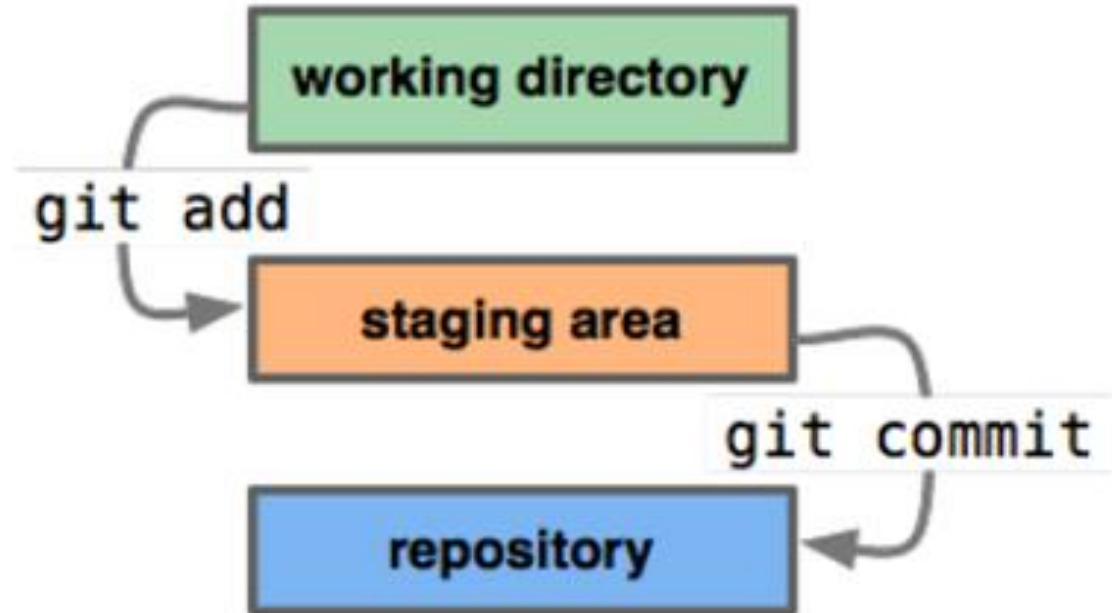 working directory
git add
staging area
git commit
repository